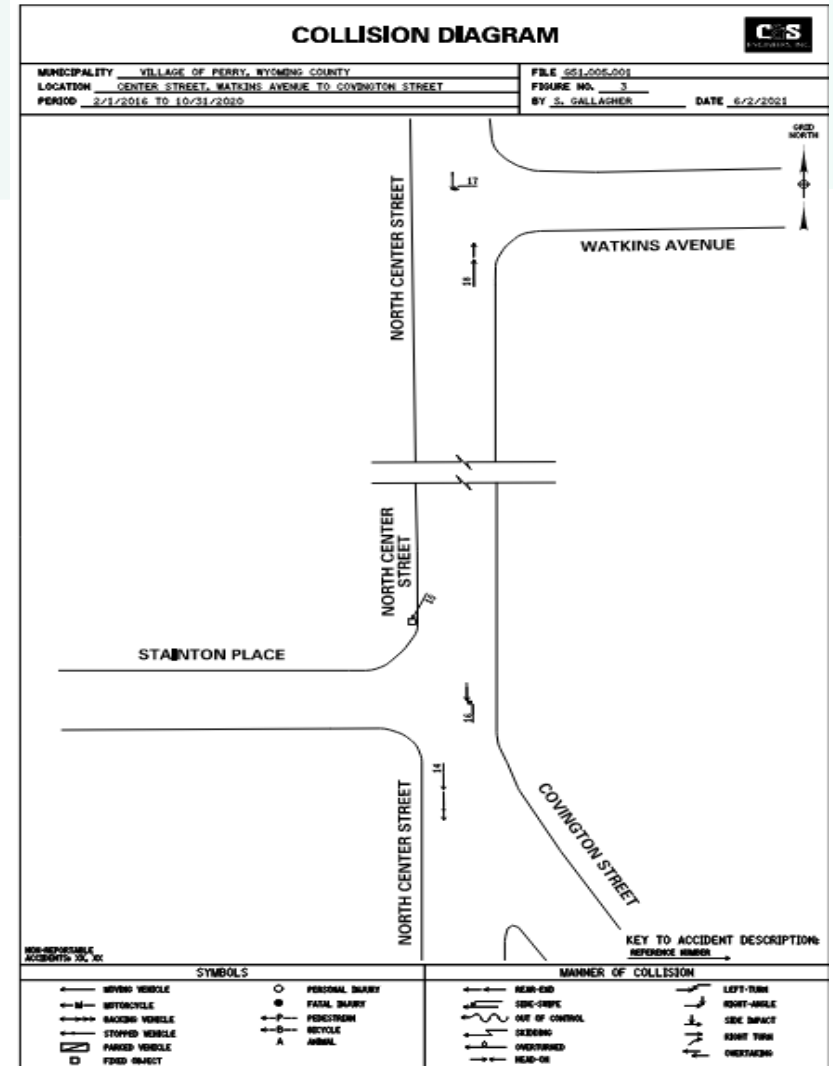 COLLISION DIAGRAM
C&S
ENGINEERS, INC.
MUNICIPALITY VILLAGE OF PERRY, WYOMING COUNTY
LOCATION CENTER STREET, WATKINS AVENUE TO COVINGTON STREET
PERIOD 2/1/2016 TO 10/31/2020
FILE G51.005.001
FIGURE NO. 3
BY S. GALLAGHER DATE 6/2/2021
GRID
NORTH
17
NORTH CENTER STREET
WATKINS AVENUE
18
NORTH CENTER
STREET
15
STAINTON PLACE
16
14
NORTH CENTER STREET
COVINGTON STREET
NON-REPORTABLE
ACCIDENTS: XX, XX
KEY TO ACCIDENT DESCRIPTION:
REFERENCE NUMBER
SYMBOLS
MOVING VEHICLE
M MOTORCYCLE
BACKING VEHICLE
STOPPED VEHICLE
PARKED VEHICLE
FIXED OBJECT
PERSONAL INJURY
FATAL INJURY
P PEDESTRIAN
B BICYCLE
A ANIMAL
MANNER OF COLLISION
REAR-END
SIDE-SWIPE
OUT OF CONTROL
SKIDDING
OVERTURNED
HEAD-ON
LEFT-TURN
RIGHT-ANGLE
SIDE IMPACT
RIGHT TURN
OVERTAKING